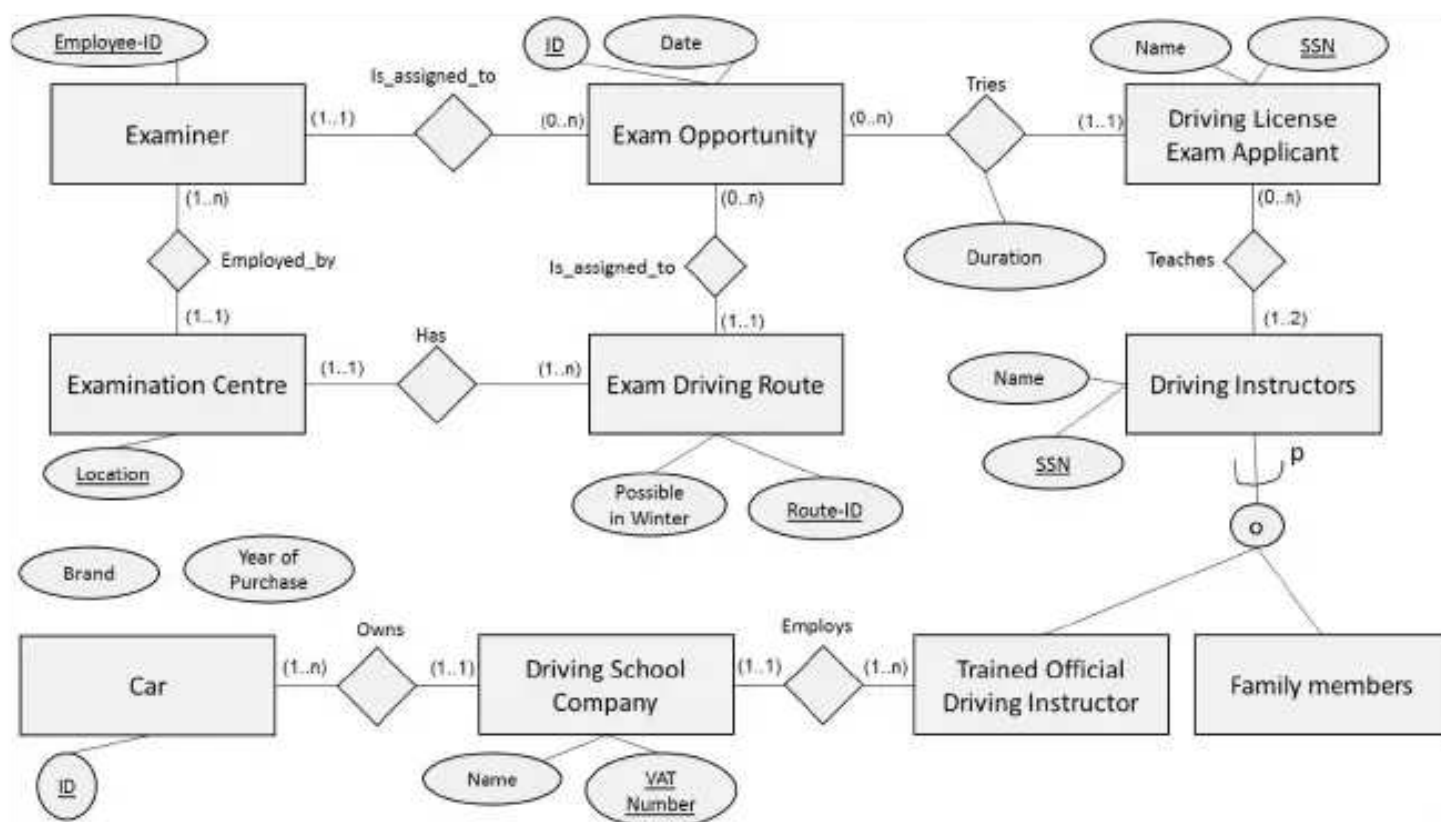 Employee-ID
ID
Date
Name
SSN
Is_assigned_to
Tries
Examiner
(1..1)
(0..n)
Exam Opportunity
(0..n)
(1..1)
Driving License
Exam Applicant
(1..n)
(0..n)
(0..n)
Employed_by
Is_assigned_to
Duration
Teaches
(1..1)
Has
(1..1)
(1..2)
Examination Centre
(1..1)
(1..n)
Exam Driving Route
Name
Driving Instructors
Location
SSN
p
Possible
in Winter
Route-ID
o
Brand
Year of
Purchase
Owns
Employs
Car
(1..n)
(1..1)
Driving School
Company
(1..1)
(1..n)
Trained Official
Driving Instructor
Family members
ID
Name
VAT
Number